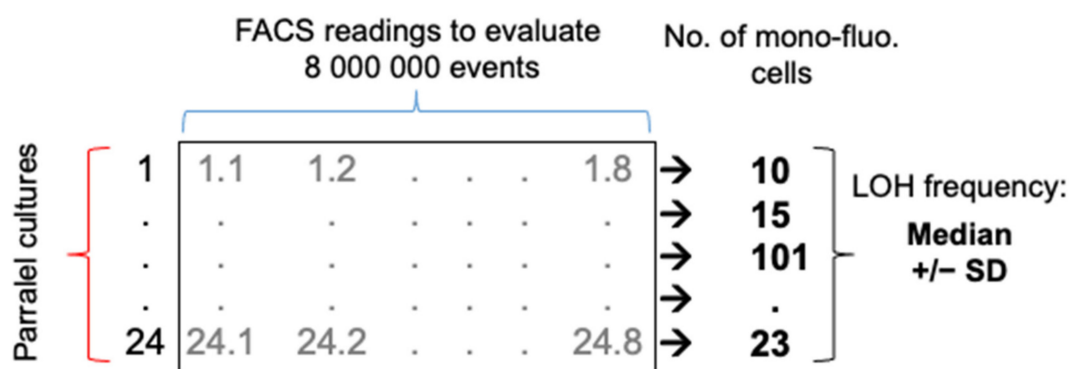 FACS readings to evaluate
8 000 000 events
No. of mono-fluo.
cells
Parralel cultures
1 1.1 1.2 . . . 1.8 → 10
. . . . . . . → 15
. . . . . . . → 101
. . . . . . . → .
24 24.1 24.2 . . . 24.8 → 23
LOH frequency:
Median
+/− SD